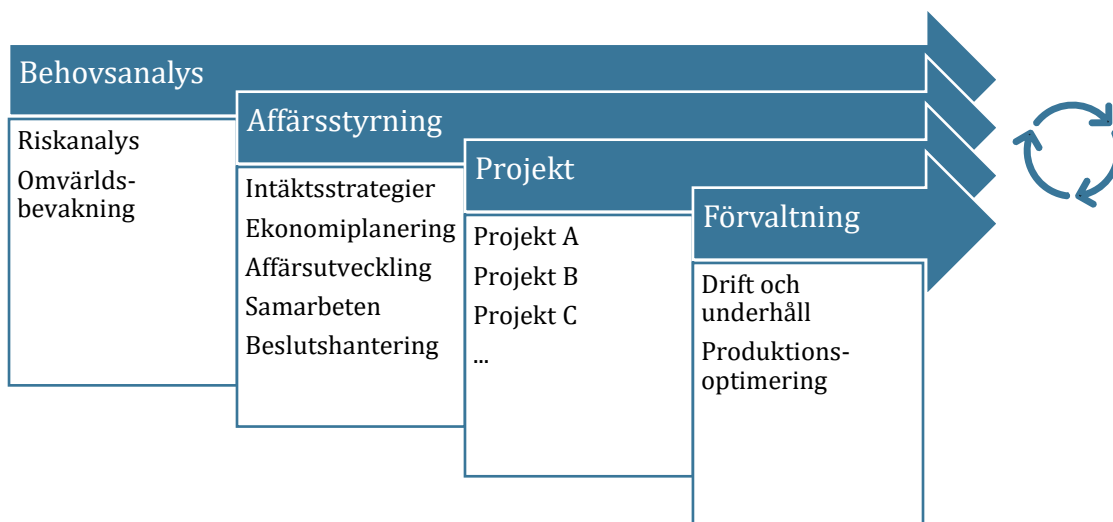 Behovsanalys
Riskanalys
Omvärlds-
bevakning
Affärsstyrning
Intäktsstrategier
Ekonomiplanering
Affärsutveckling
Samarbeten
Beslutshantering
Projekt
Projekt A
Projekt B
Projekt C
...
Förvaltning
Drift och
underhåll
Produktions-
optimering